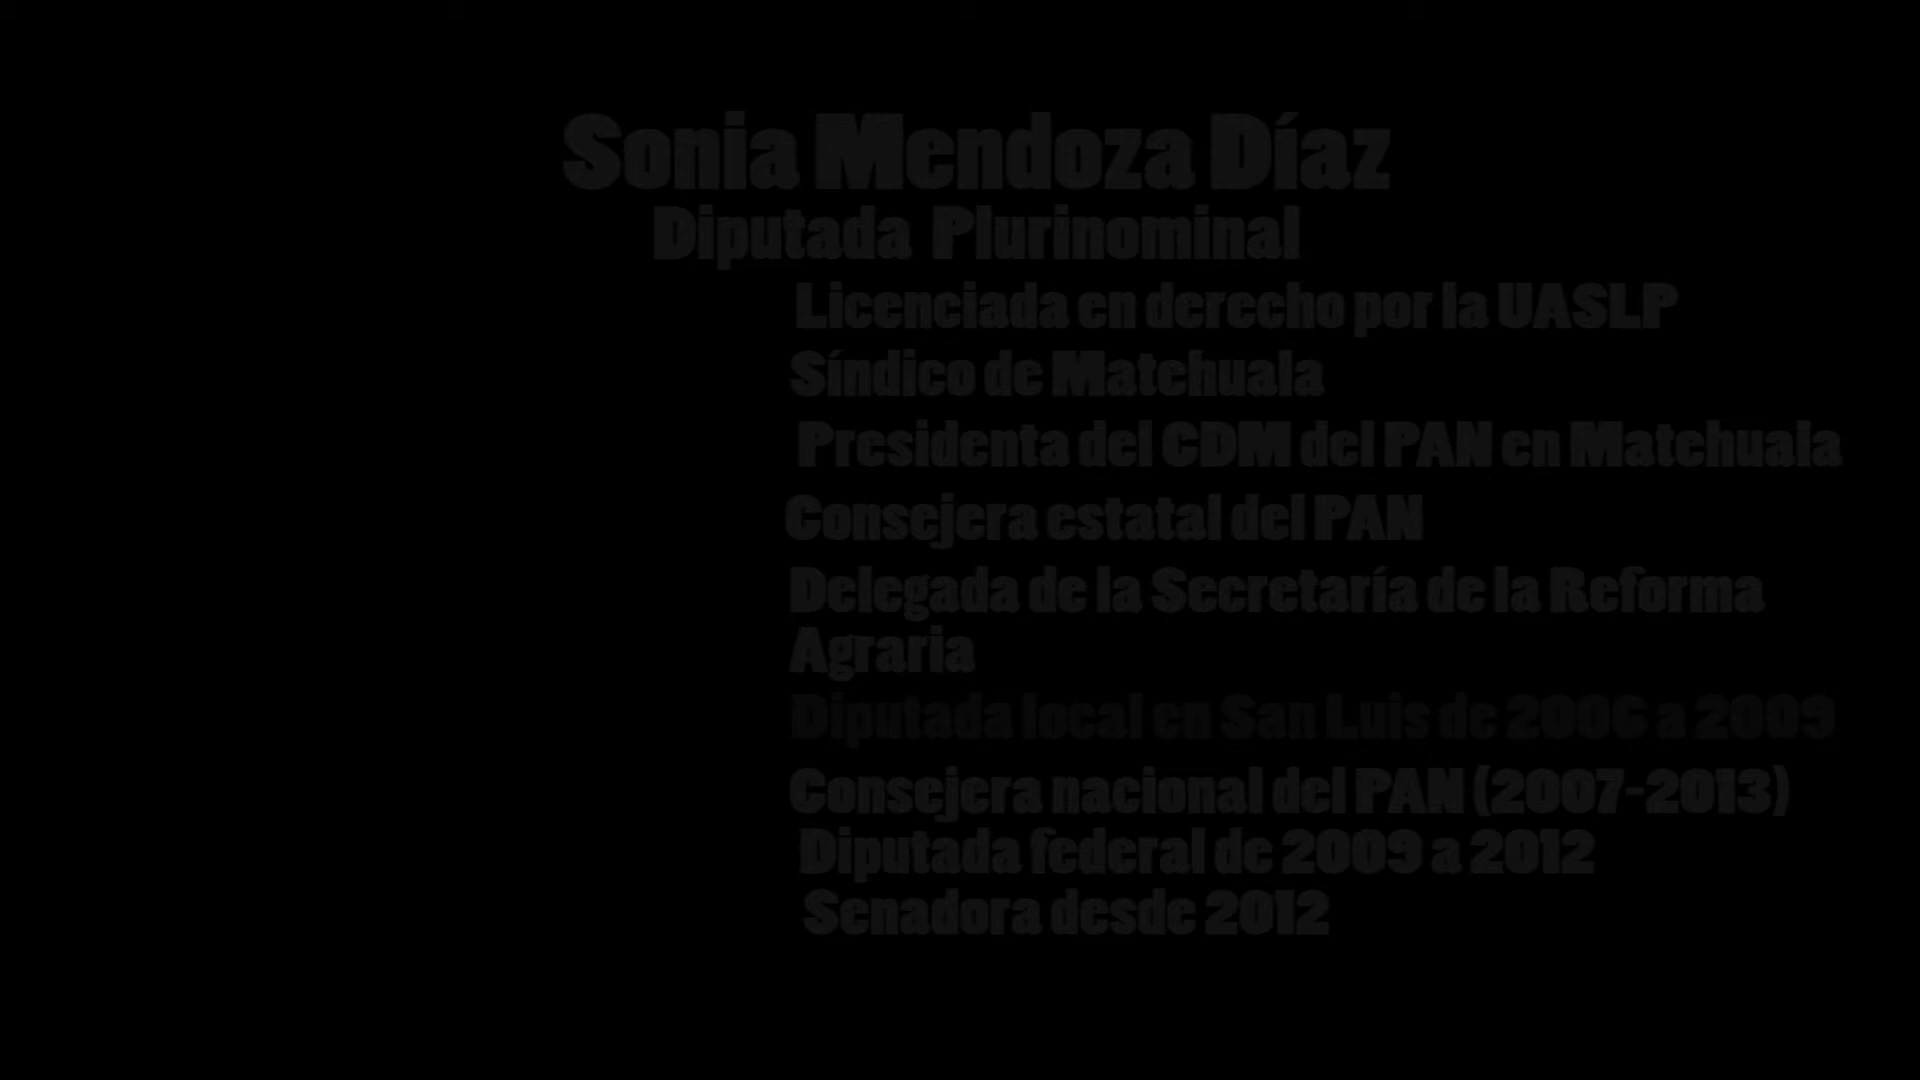 Sonia Mendoza Díaz
Diputada Plurinominal
Licenciada en derecho por la UASLP
Síndico de Matehuala
Presidenta del CDM del PAN en Matehuala
Consejera estatal del PAN
Delegada de la Secretaría de la Reforma
Agraria
Diputada local en San Luis de 2006 a 2009
Consejera nacional del PAN (2007-2013)
Diputada federal de 2009 a 2012
Senadora desde 2012